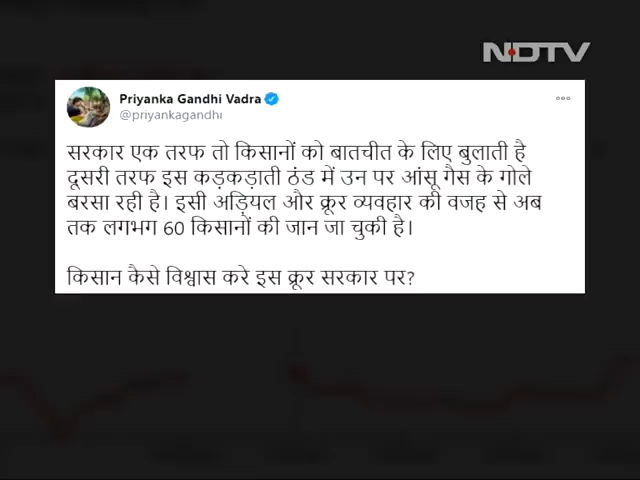 NDTV
Priyanka Gandhi Vadra
@priyankagandhi
सरकार एक तरफ तो किसानों को बातचीत के लिए बुलाती है
दूसरी तरफ इस कड़कड़ाती ठंड में उन पर आंसू गैस के गोले
बरसा रही है। इसी अड़ियल और क्रूर व्यवहार की वजह से अब
तक लगभग 60 किसानों की जान जा चुकी है।
किसान कैसे विश्वास करे इस क्रूर सरकार पर?